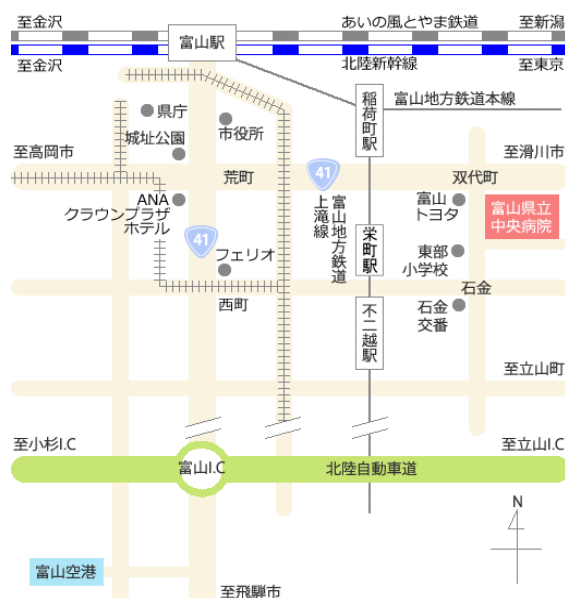 至金沢
あいの風とやま鉄道
至新潟
富山駅
至金沢
北陸新幹線
至東京
稲荷町駅
富山地方鉄道本線
県庁
市役所
城址公園
至高岡市
荒町
41
双代町
至滑川市
ANA
クラウンプラザ
ホテル
富山地方鉄道
上滝線
富山
トヨタ
富山県立
中央病院
41
フェリオ
栄町駅
東部
小学校
西町
不二越駅
石金
石金
交番
至立山町
至小杉I.C
至立山I.C
富山I.C
北陸自動車道
N
富山空港
至飛騨市